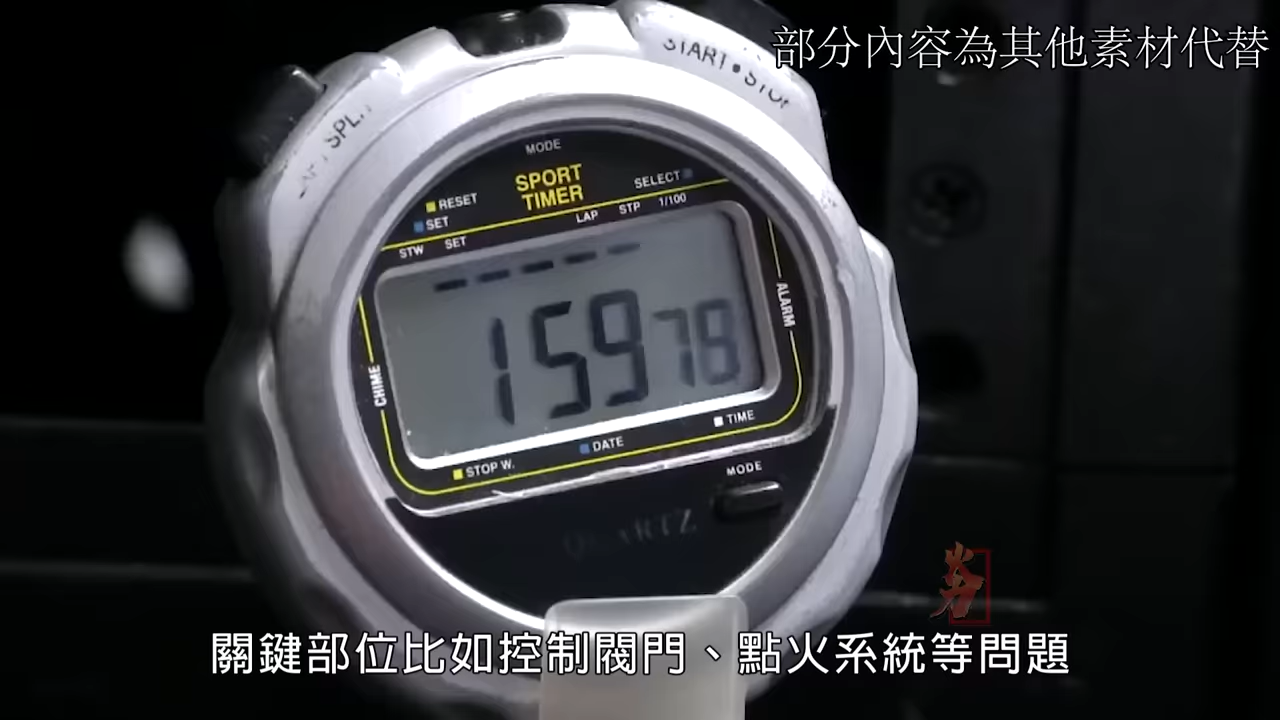 部分內容為其他素材代替
START•STOP
SPLIT
MODE
SPORT
TIMER
RESET
SELECT
SET
LAP STP 1/100
STW SET
ALARM
159 78
CHIME
TIME
DATE
STOP W.
MODE
QUARTZ
關鍵部位比如控制閥門、點火系統等問題